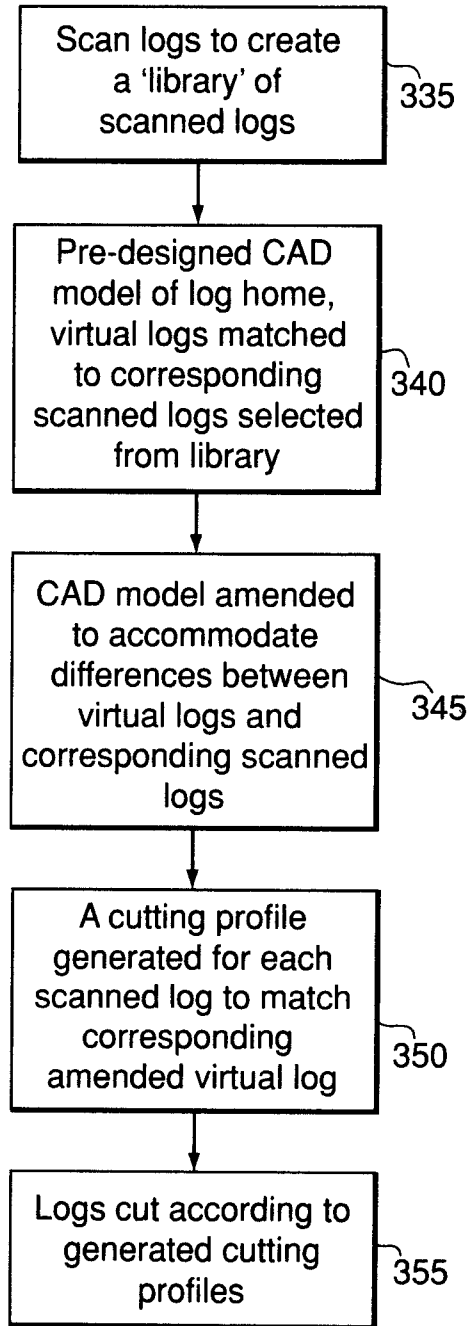 Scan logs to create
a 'library' of
scanned logs
335
Pre-designed CAD
model of log home,
virtual logs matched
to corresponding
scanned logs selected
from library
340
CAD model amended
to accommodate
differences between
virtual logs and
corresponding scanned
logs
345
A cutting profile
generated for each
scanned log to match
corresponding
amended virtual log
350
Logs cut according to
generated cutting
profiles
355